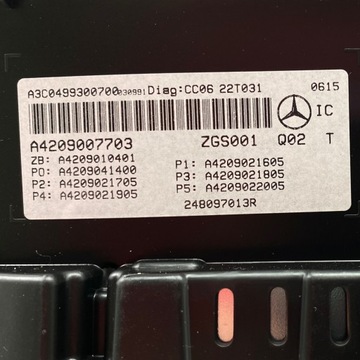 A3C0499300700 830991 Diag:CC06 22T031 0615
IC
A4209007703 ZGS001 Q02 T
ZB: A4209010401 P1: A4209021605
P0: A4209041400 P3: A4209021805
P2: A4209021705 P5: A4209022005
P4: A4209021905
248097013R